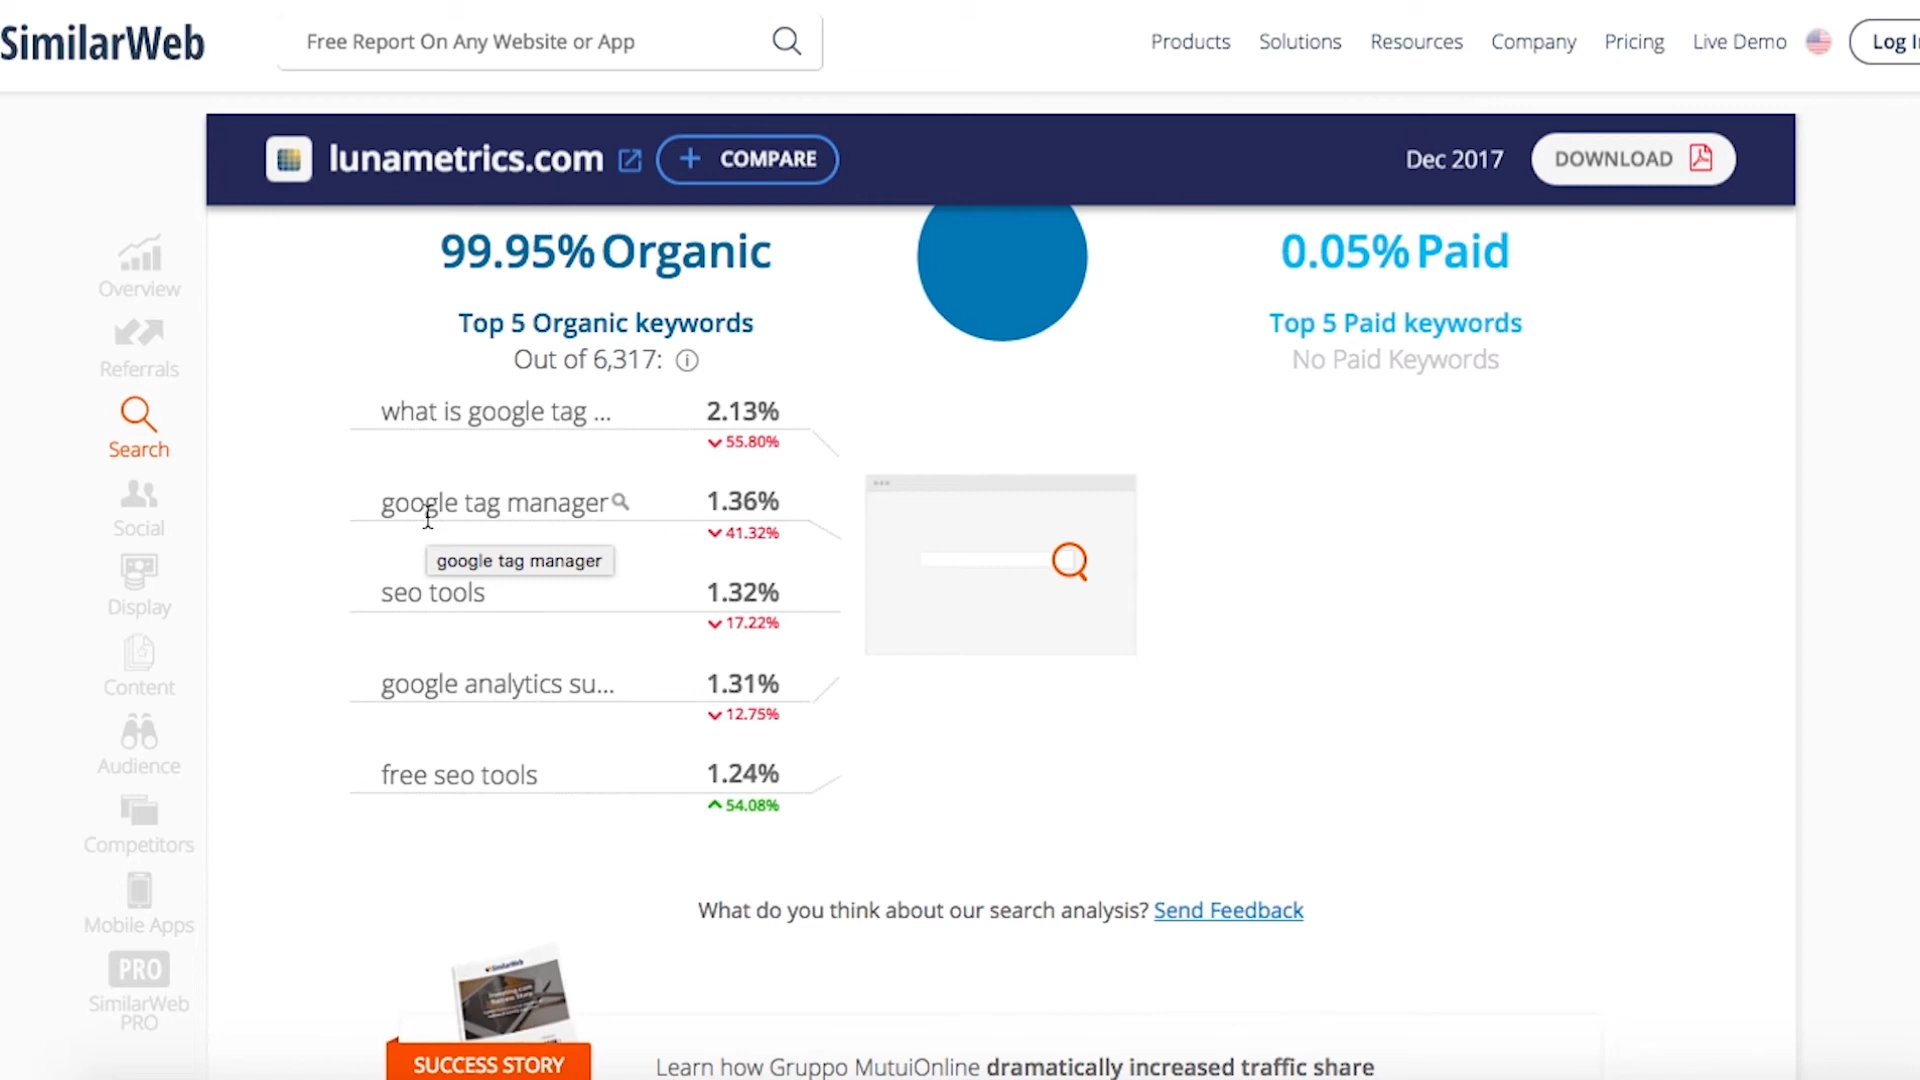 SimilarWeb
Free Report On Any Website or App
Products Solutions Resources Company Pricing Live Demo Log
lunametrics.com
+ COMPARE
Dec 2017
DOWNLOAD
99.95% Organic
0.05% Paid
Top 5 Organic keywords
Out of 6,317:
Top 5 Paid keywords
No Paid Keywords
what is google tag ... 2.13%
55.80%
google tag manager 1.36%
41.32%
google tag manager
seo tools 1.32%
17.22%
google analytics su... 1.31%
12.75%
free seo tools 1.24%
54.08%
Overview
Referrals
Search
Social
Display
Content
Audience
Competitors
Mobile Apps
PRO
SimilarWeb
PRO
What do you think about our search analysis? Send Feedback
SimilarWeb
SUCCESS STORY
Learn how Gruppo MutuiOnline dramatically increased traffic share